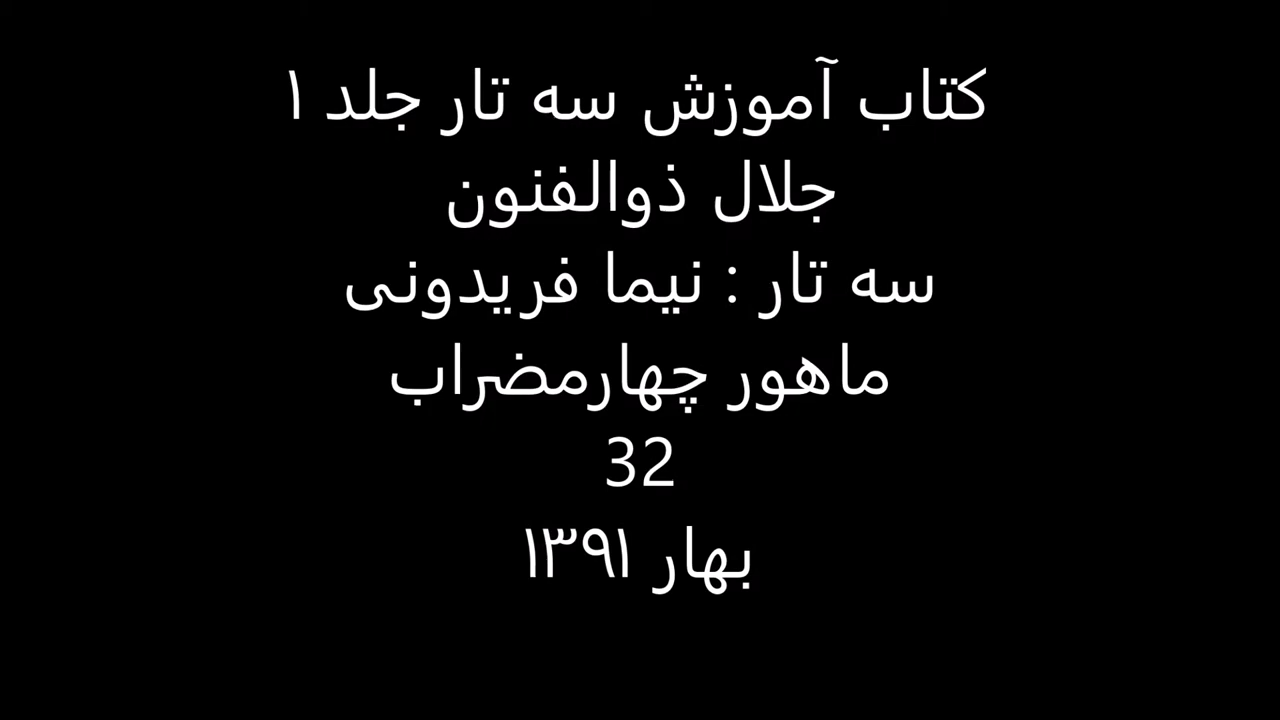 کتاب آموزش سه تار جلد ۱
جلال ذوالفنون
سه تار : نیما فریدونی
ماهور چهارمضراب
32
بهار ۱۳۹۱